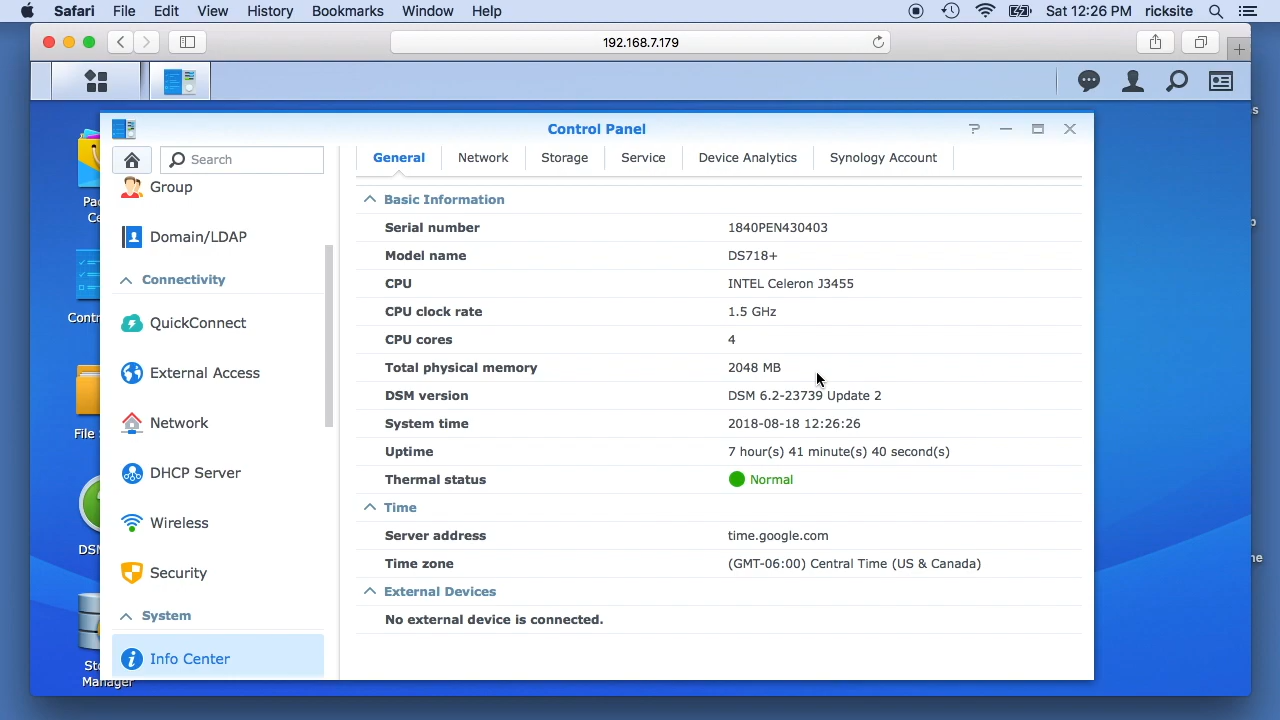 Safari File Edit View History Bookmarks Window Help Sat 12:26 PM ricksite
192.168.7.179
Control Panel
Search
General Network Storage Service Device Analytics Synology Account
Group
Domain/LDAP
Connectivity
QuickConnect
External Access
Network
DHCP Server
Wireless
Security
System
Info Center
Basic Information
Serial number 1840PEN430403
Model name DS718+
CPU INTEL Celeron J3455
CPU clock rate 1.5 GHz
CPU cores 4
Total physical memory 2048 MB
DSM version DSM 6.2-23739 Update 2
System time 2018-08-18 12:26:26
Uptime 7 hour(s) 41 minute(s) 40 second(s)
Thermal status Normal
Time
Server address time.google.com
Time zone (GMT-06:00) Central Time (US & Canada)
External Devices
No external device is connected.
Manager